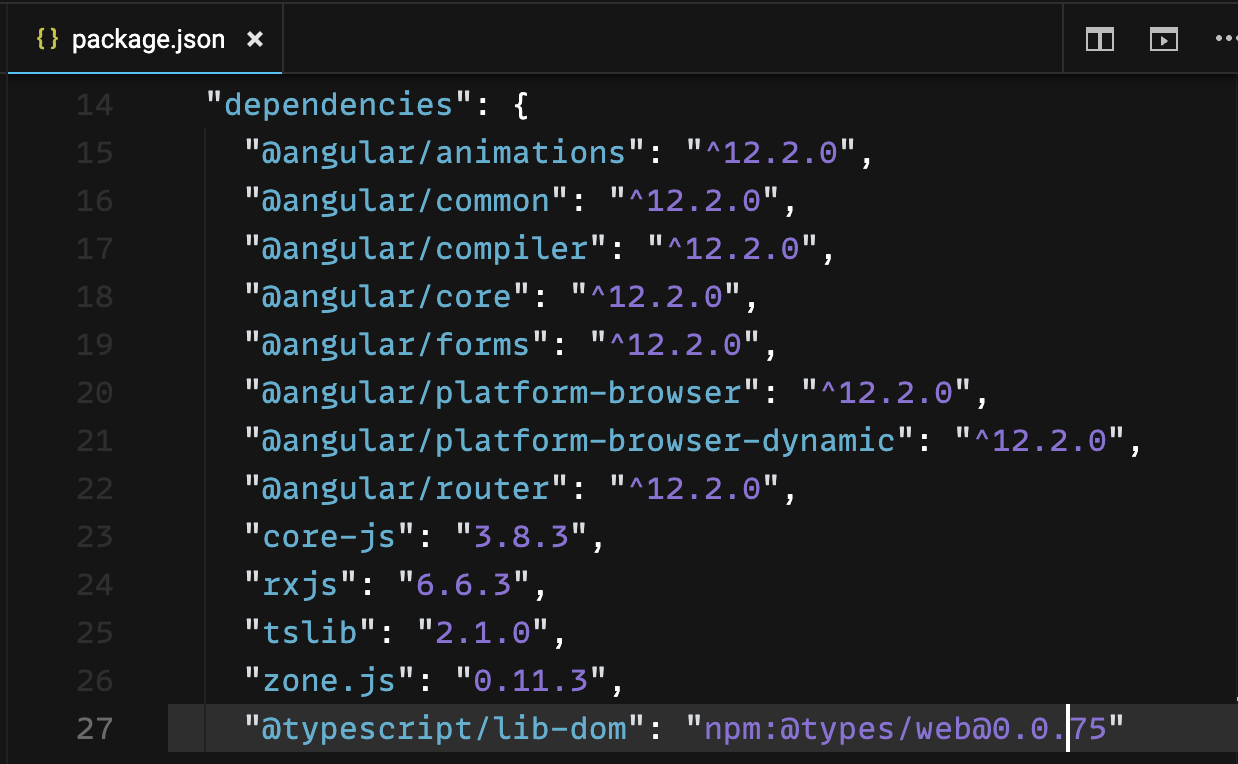 {} package.json ×
14 "dependencies": {
15 "@angular/animations": "^12.2.0",
16 "@angular/common": "^12.2.0",
17 "@angular/compiler": "^12.2.0",
18 "@angular/core": "^12.2.0",
19 "@angular/forms": "^12.2.0",
20 "@angular/platform-browser": "^12.2.0",
21 "@angular/platform-browser-dynamic": "^12.2.0",
22 "@angular/router": "^12.2.0",
23 "core-js": "3.8.3",
24 "rxjs": "6.6.3",
25 "tslib": "2.1.0",
26 "zone.js": "0.11.3",
27 "@typescript/lib-dom": "npm:@types/web@0.0.75"